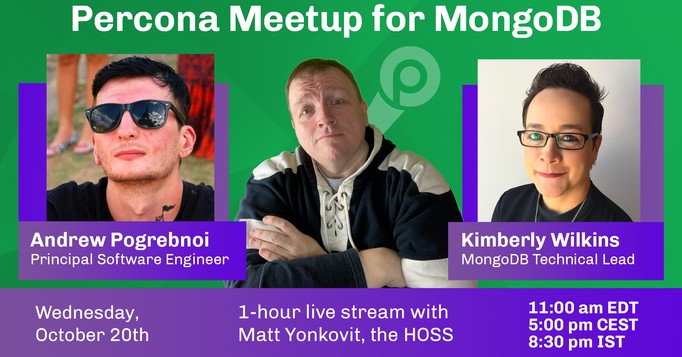 Percona Meetup for MongoDB
Andrew Pogrebnoi
Principal Software Engineer
Kimberly Wilkins
MongoDB Technical Lead
Wednesday,
October 20th
1-hour live stream with
Matt Yonkovit, the HOSS
11:00 am EDT
5:00 pm CEST
8:30 pm IST